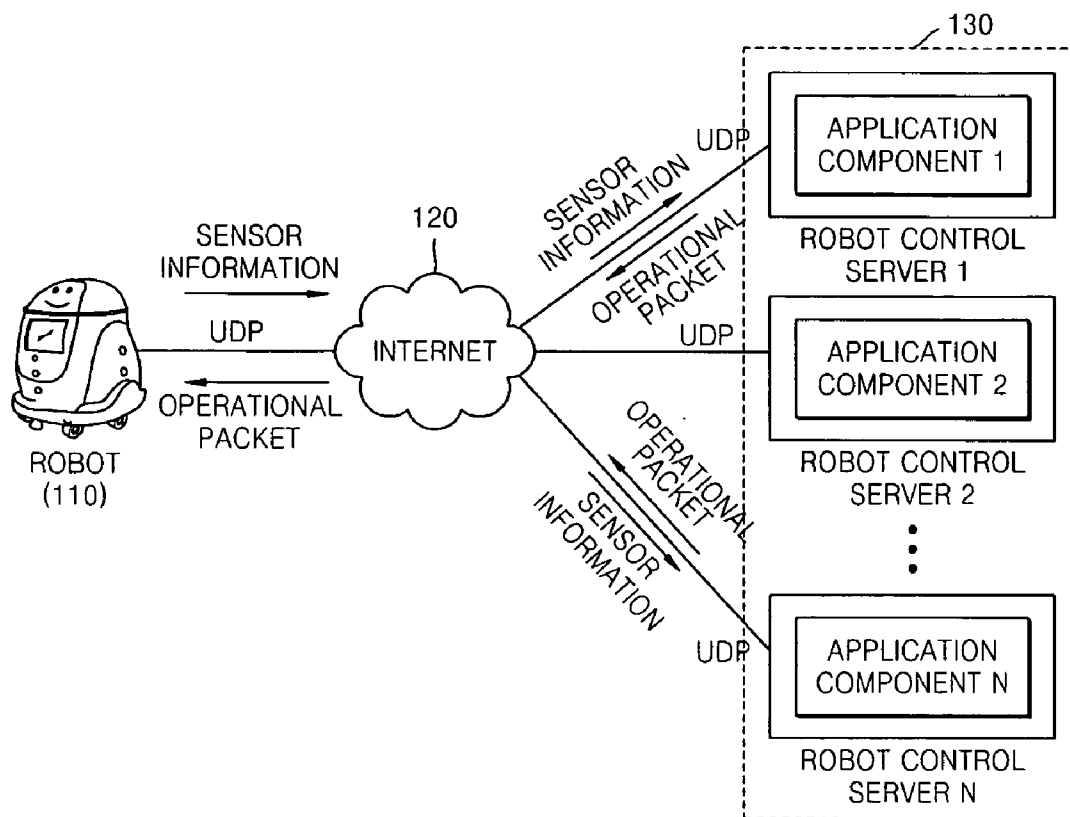 130
APPLICATION
COMPONENT 1
UDP
ROBOT CONTROL
SERVER 1
SENSOR
INFORMATION
OPERATIONAL
PACKET
120
SENSOR
INFORMATION
UDP
INTERNET
OPERATIONAL
PACKET
ROBOT
(110)
UDP
APPLICATION
COMPONENT 2
ROBOT CONTROL
SERVER 2
OPERATIONAL
PACKET
SENSOR
INFORMATION
UDP
APPLICATION
COMPONENT N
ROBOT CONTROL
SERVER N